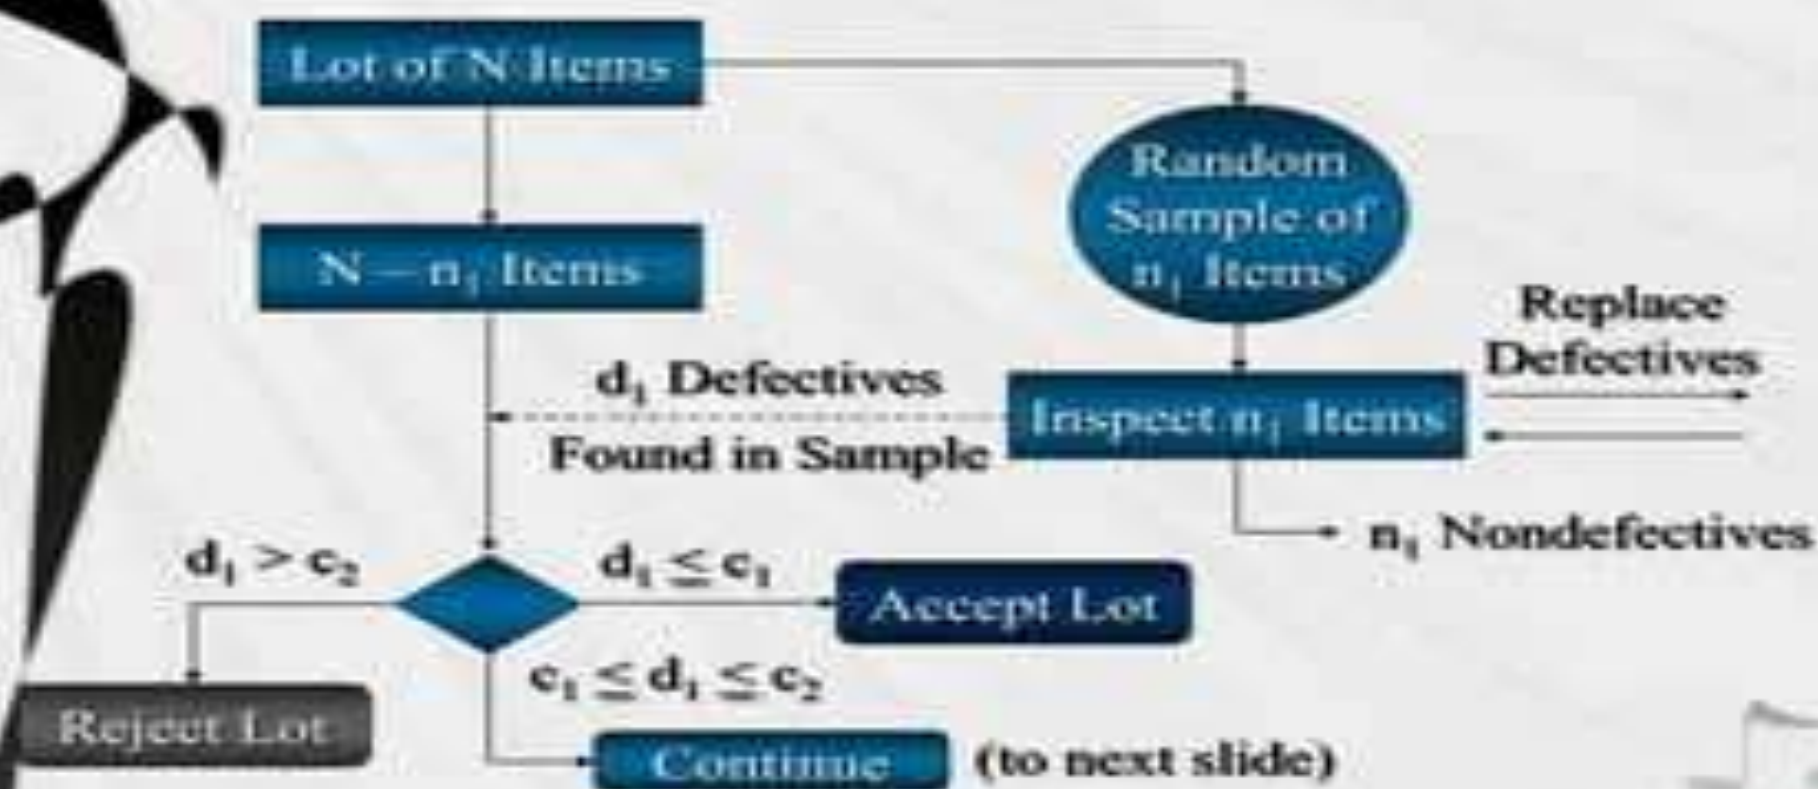 Lot of N Items
Random
Sample of
n₁ Items
N – n₁ Items
Replace
Defectives
d₁ Defectives
Inspect n₁ Items
Found in Sample
n₁ Nondefectives
d₁ > c₂
d₁ ≤ c₁
Accept Lot
c₁ ≤ d₁ ≤ c₂
Reject Lot
Continue (to next slide)